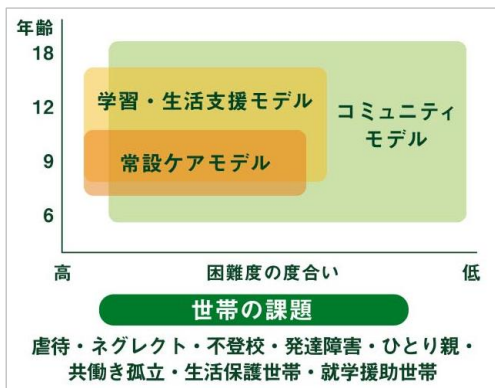 年齢
18
12
9
6
学習・生活支援モデル
常設ケアモデル
コミュニティ
モデル
高
困難度の度合い
低
世帯の課題
虐待・ネグレクト・不登校・発達障害・ひとり親・
共働き孤立・生活保護世帯・就学援助世帯